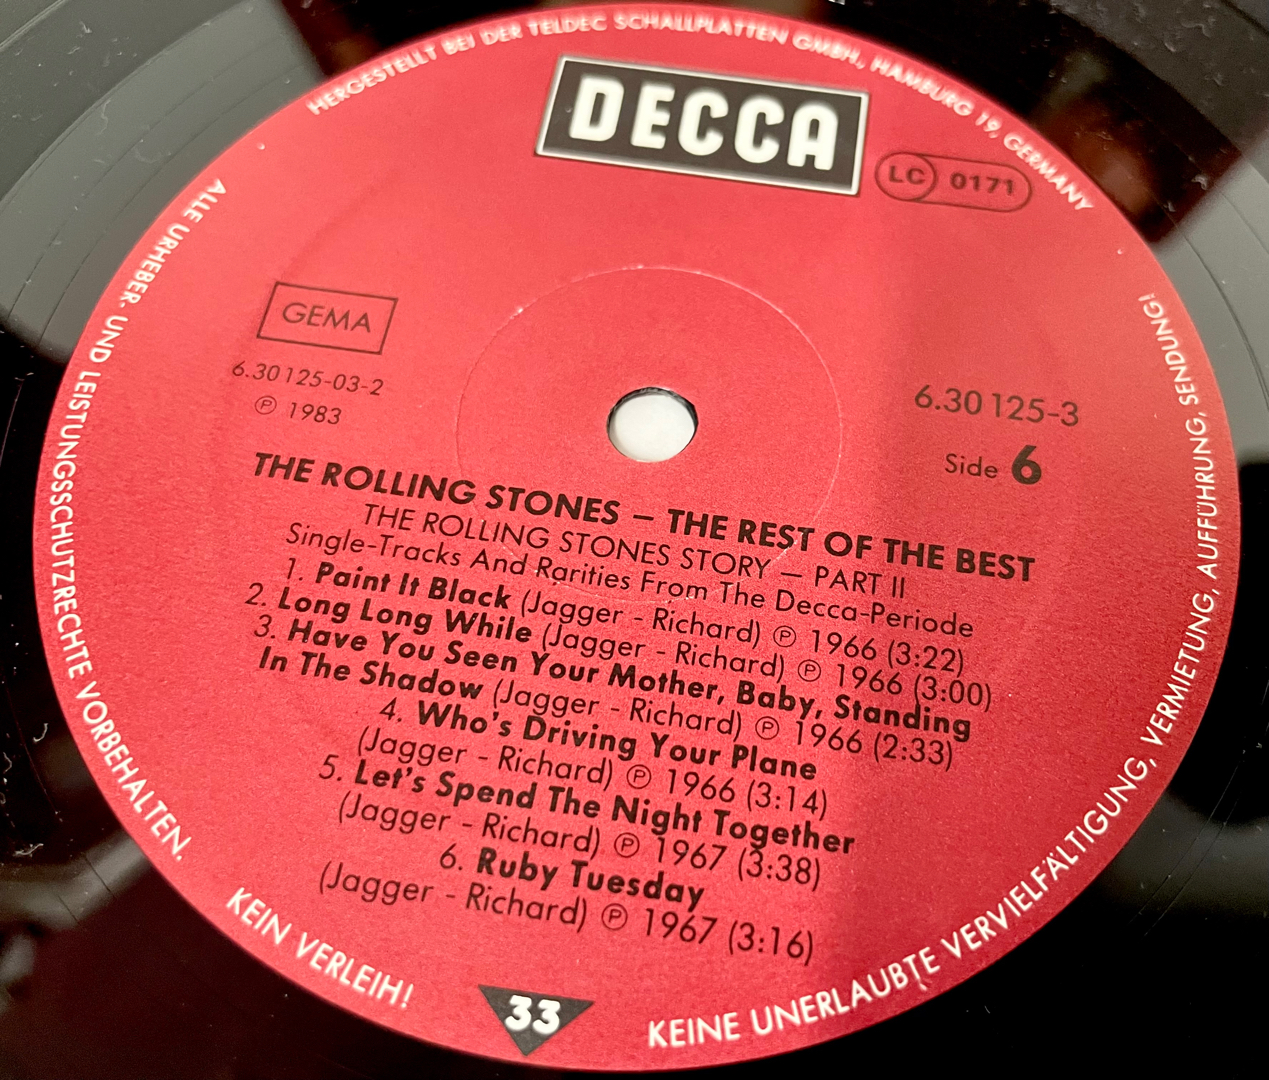 HERGESTELLT BEI DER TELDEC SCHALLPLATTEN GMBH, HAMBURG 19, GERMANY
DECCA
LC 0171
GEMA
6.30125-03-2
℗ 1983
6.30125-3
Side 6
THE ROLLING STONES – THE REST OF THE BEST
THE ROLLING STONES STORY – PART II
Single-Tracks And Rarities From The Decca-Periode
1. Paint It Black (Jagger - Richard) ℗ 1966 (3:22)
2. Long Long While (Jagger - Richard) ℗ 1966 (3:00)
3. Have You Seen Your Mother, Baby, Standing
In The Shadow (Jagger - Richard) ℗ 1966 (2:33)
4. Who's Driving Your Plane
(Jagger - Richard) ℗ 1966 (3:14)
5. Let's Spend The Night Together
(Jagger - Richard) ℗ 1967 (3:38)
6. Ruby Tuesday
(Jagger - Richard) ℗ 1967 (3:16)
33
ALLE URHEBER- UND LEISTUNGSSCHUTZRECHTE VORBEHALTEN.
KEIN VERLEIH!
KEINE UNERLAUBTE VERVIELFÄLTIGUNG, VERMIETUNG, AUFFÜHRUNG, SENDUNG!